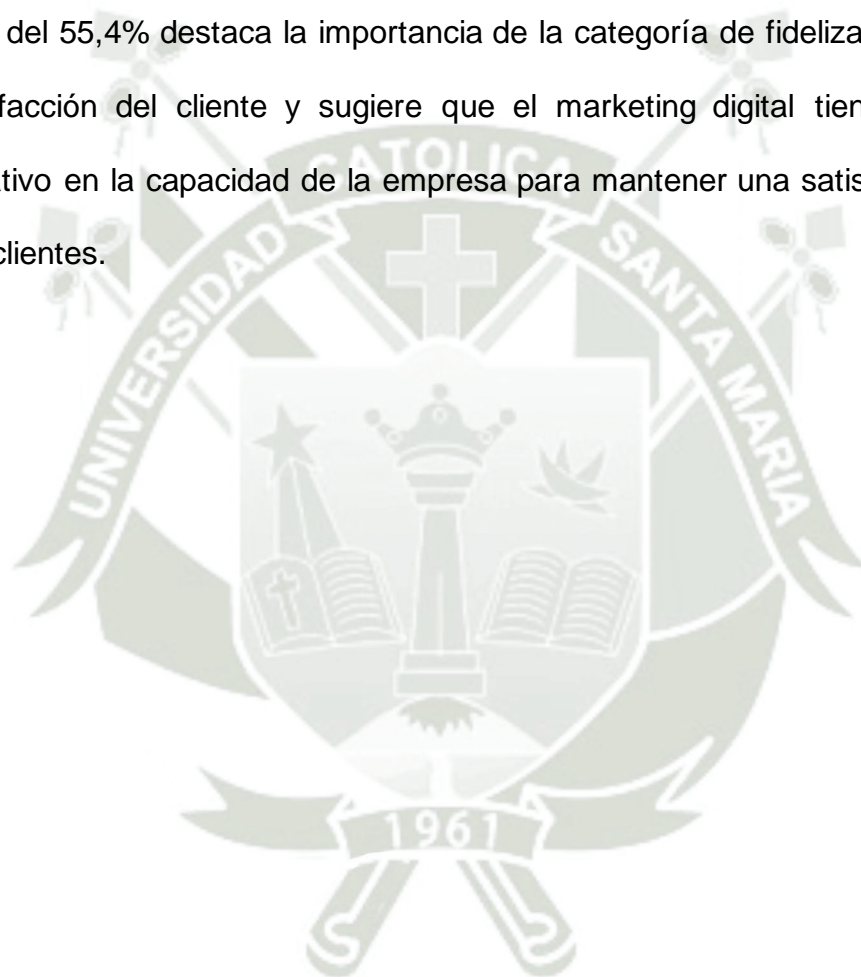 del 55,4% destaca la importancia de la categoría de fideliza
facción del cliente y sugiere que el marketing digital tien
tivo en la capacidad de la empresa para mantener una satis
clientes.
UNIVERSIDAD CATOLICA SANTA MARIA
1961